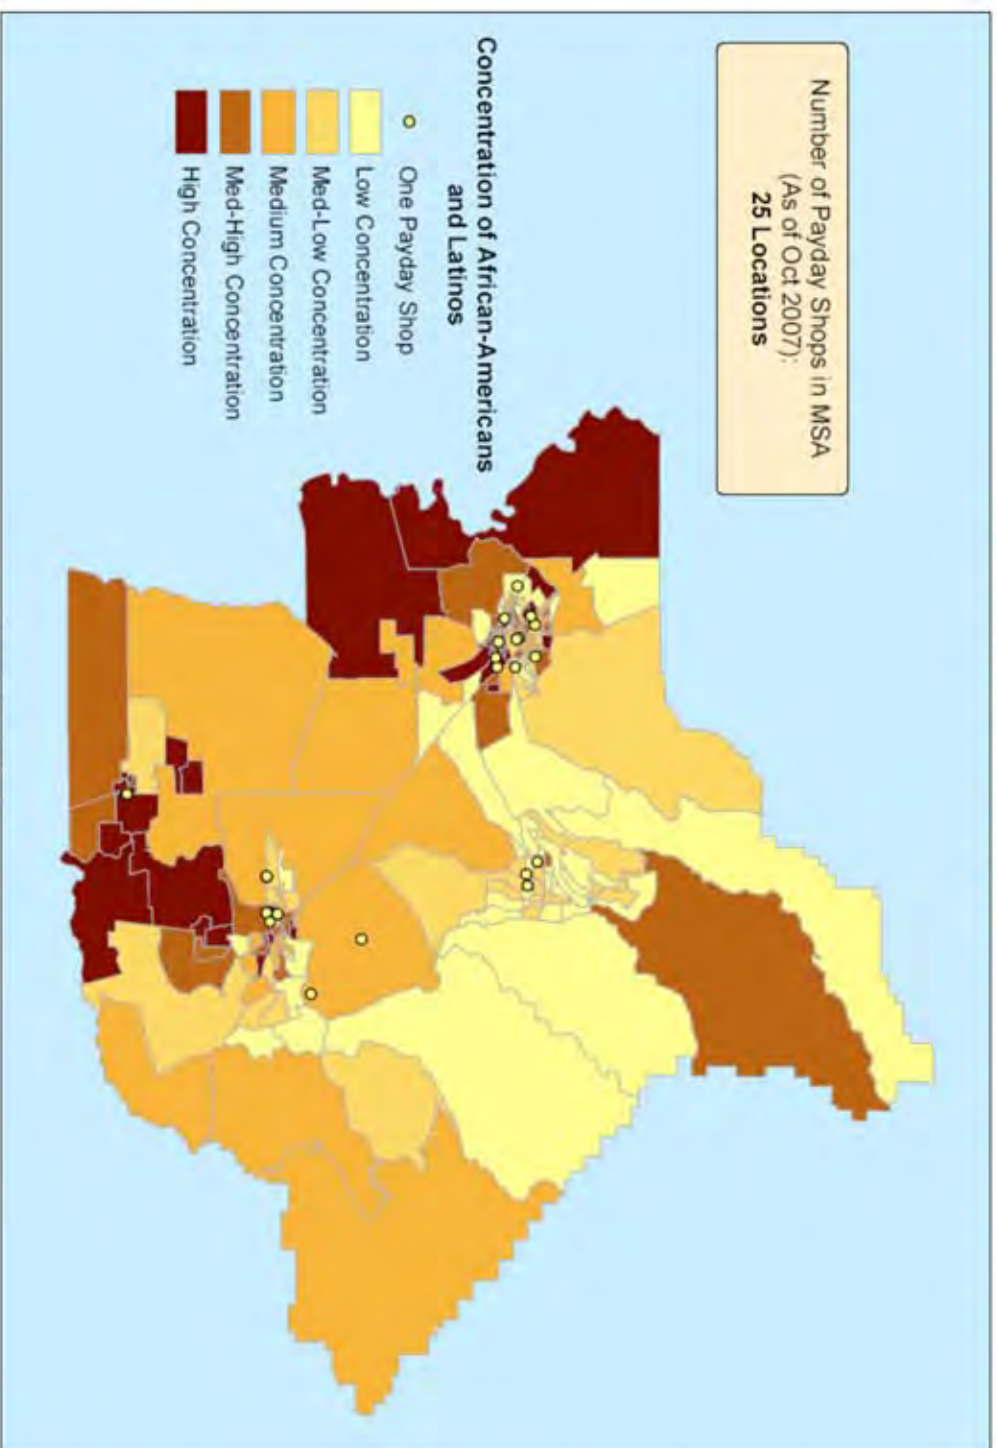 Number of Payday Shops in MSA
(As of Oct 2007):
25 Locations
Concentration of African-Americans
and Latinos
One Payday Shop
Low Concentration
Med-Low Concentration
Medium Concentration
Med-High Concentration
High Concentration